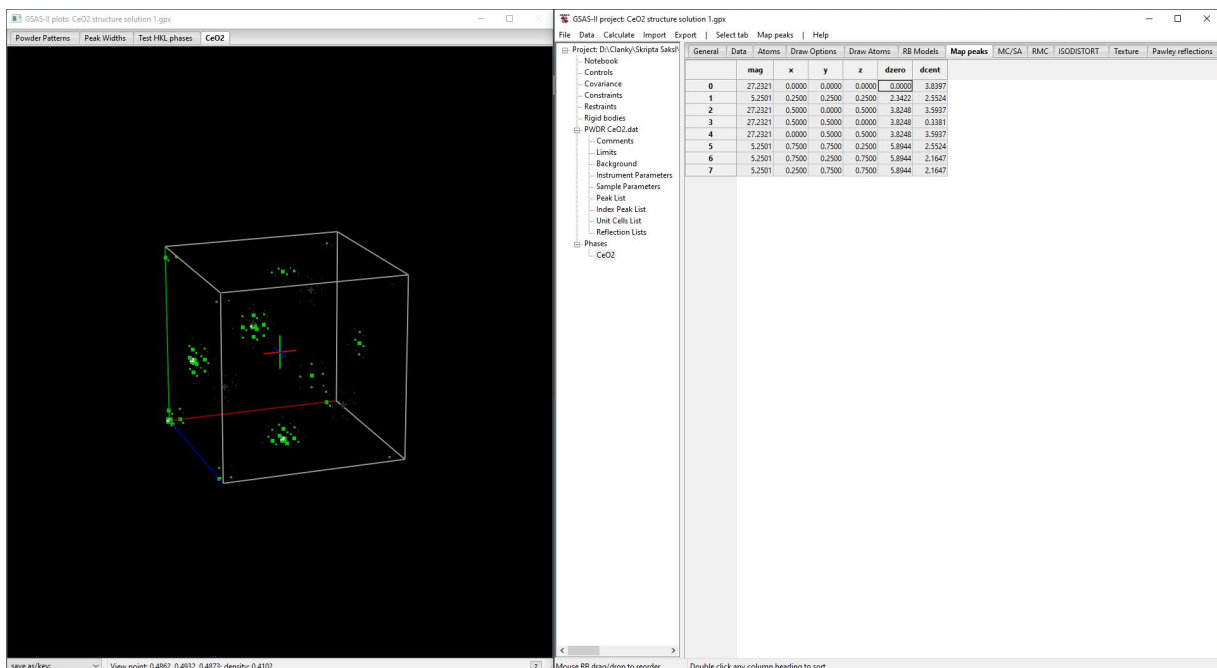 GSAS-II plots: CeO2 structure solution 1.gpx
Powder Patterns Peak Widths Test HKL phases CeO2
save as/key: View point: 0.4862, 0.4932, 0.4873; density: 0.4102 ?
GSAS-II project: CeO2 structure solution 1.gpx
File Data Calculate Import Export | Select tab Map peaks | Help
Project: D:\Clanky\Skripta Saksl\
Notebook
Controls
Covariance
Constraints
Restraints
Rigid bodies
PWDR CeO2.dat
Comments
Limits
Background
Instrument Parameters
Sample Parameters
Peak List
Index Peak List
Unit Cells List
Reflection Lists
Phases
CeO2
General Data Atoms Draw Options Draw Atoms RB Models Map peaks MC/SA RMC ISODISTORT Texture Pawley reflections
mag x y z dzero dcent
0 27.2321 0.0000 0.0000 0.0000 0.0000 3.8397
1 5.2501 0.2500 0.2500 0.2500 2.3422 2.5524
2 27.2321 0.5000 0.5000 0.0000 3.8248 3.5937
3 27.2321 0.5000 0.0000 0.5000 3.8248 0.3381
4 27.2321 0.0000 0.5000 0.5000 3.8248 3.5937
5 5.2501 0.7500 0.7500 0.2500 5.8944 2.5524
6 5.2501 0.7500 0.2500 0.7500 5.8944 2.1647
7 5.2501 0.2500 0.7500 0.7500 5.8944 2.1647
Mouse RB drag/drop to reorder Double click any column heading to sort